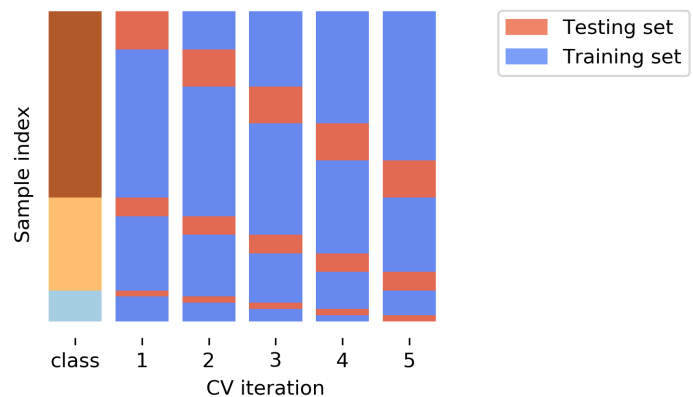 Testing set
Training set
Sample index
class 1 2 3 4 5
CV iteration